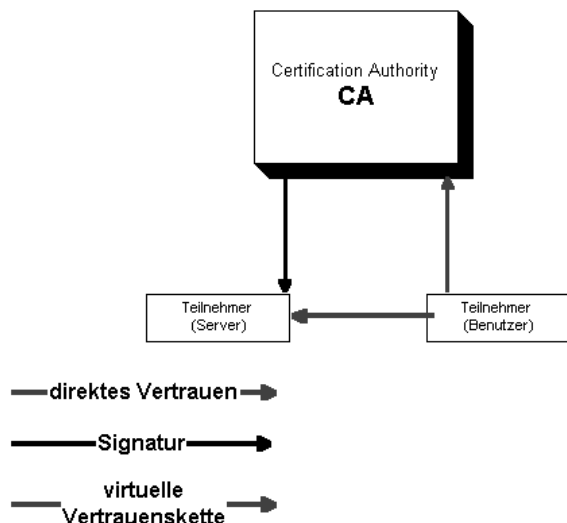 Certification Authority
CA
Teilnehmer
(Server)
Teilnehmer
(Benutzer)
direktes Vertrauen
Signatur
virtuelle
Vertrauenskette